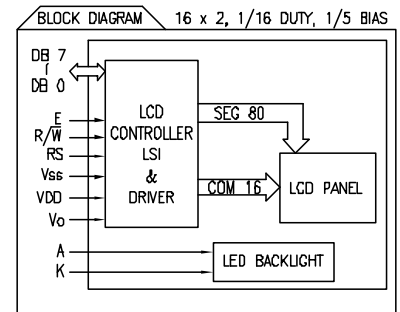 BLOCK DIAGRAM 16 x 2, 1/16 DUTY, 1/5 BIAS
DB 7
DB 0
E
R/W
RS
Vss
VDD
Vo
LCD
CONTROLLER
LSI
&
DRIVER
SEG 80
COM 16
LCD PANEL
A
K
LED BACKLIGHT